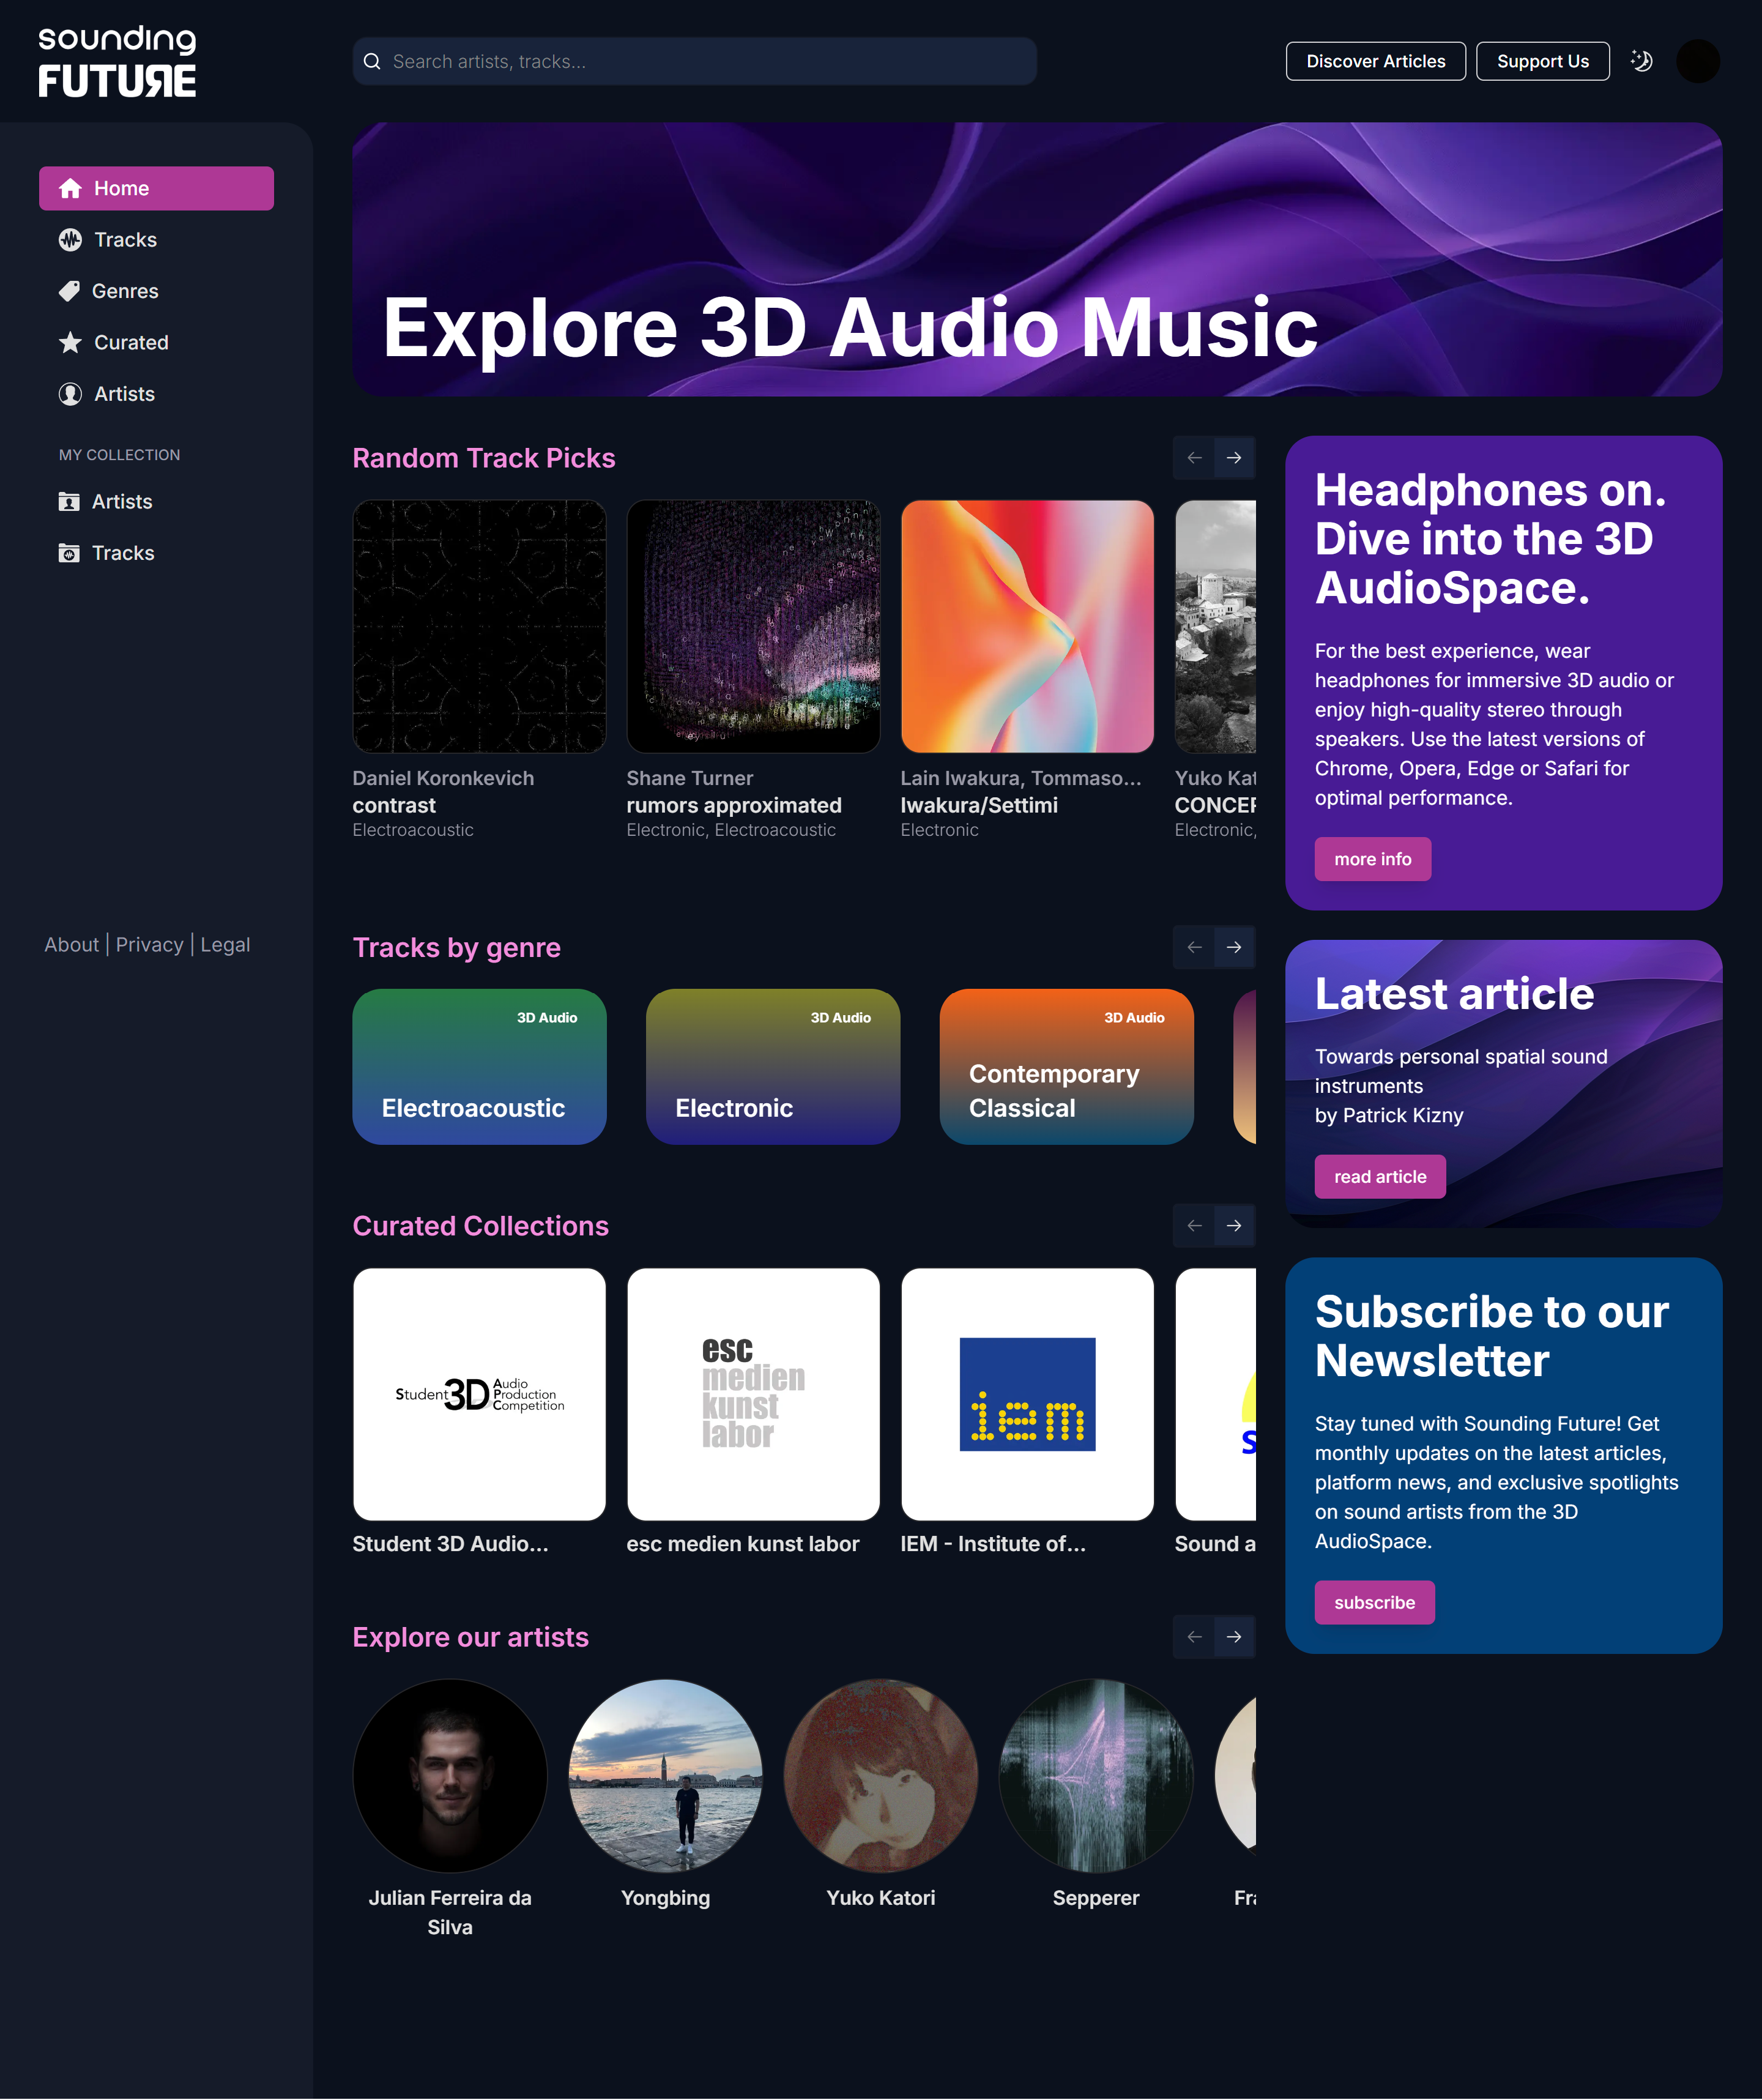 sounding
FUTURE
Search artists, tracks...
Discover Articles
Support Us
Home
Tracks
Genres
Curated
Artists
MY COLLECTION
Artists
Tracks
About | Privacy | Legal
Explore 3D Audio Music
Random Track Picks
Daniel Koronkevich
contrast
Electroacoustic
Shane Turner
rumors approximated
Electronic, Electroacoustic
Lain Iwakura, Tommaso...
Iwakura/Settimi
Electronic
Yuko Kat
CONCER
Electronic,
Tracks by genre
3D Audio
Electroacoustic
3D Audio
Electronic
3D Audio
Contemporary
Classical
Curated Collections
Student 3D Audio Production Competition
Student 3D Audio...
esc
medien
kunst
labor
esc medien kunst labor
iem
IEM - Institute of...
S
Sound a
Explore our artists
Julian Ferreira da
Silva
Yongbing
Yuko Katori
Sepperer
Fra
Headphones on.
Dive into the 3D
AudioSpace.
For the best experience, wear
headphones for immersive 3D audio or
enjoy high-quality stereo through
speakers. Use the latest versions of
Chrome, Opera, Edge or Safari for
optimal performance.
more info
Latest article
Towards personal spatial sound
instruments
by Patrick Kizny
read article
Subscribe to our
Newsletter
Stay tuned with Sounding Future! Get
monthly updates on the latest articles,
platform news, and exclusive spotlights
on sound artists from the 3D
AudioSpace.
subscribe